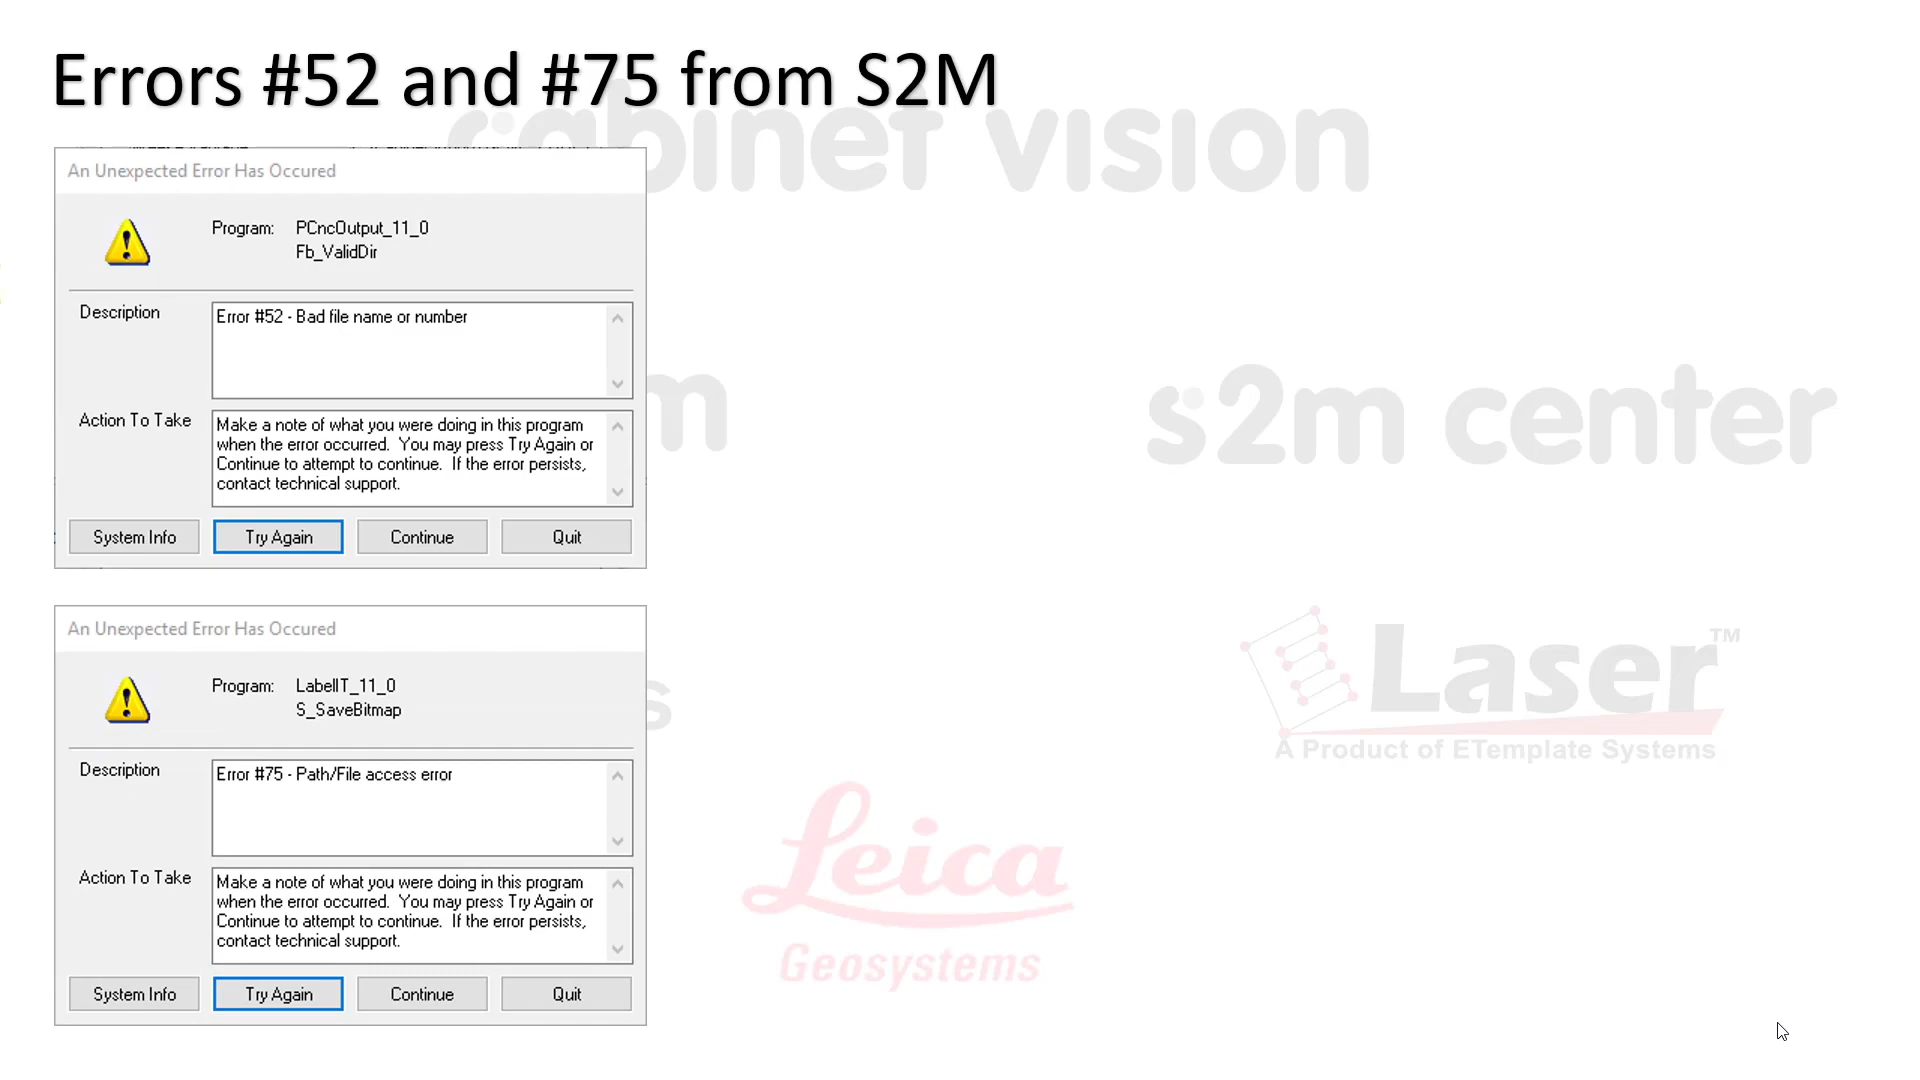 Errors #52 and #75 from S2M
cabinet vision
An Unexpected Error Has Occured
Program: PCncOutput_11_0
Fb_ValidDir
Description
Error #52 - Bad file name or number
Action To Take
Make a note of what you were doing in this program
when the error occurred.  You may press Try Again or
Continue to attempt to continue.  If the error persists,
contact technical support.
System Info
Try Again
Continue
Quit
m
s2m center
An Unexpected Error Has Occured
Program: LabelIT_11_0
S_SaveBitmap
Description
Error #75 - Path/File access error
Action To Take
Make a note of what you were doing in this program
when the error occurred.  You may press Try Again or
Continue to attempt to continue.  If the error persists,
contact technical support.
System Info
Try Again
Continue
Quit
s
Laser™
A Product of ETemplate Systems
Leica
Geosystems